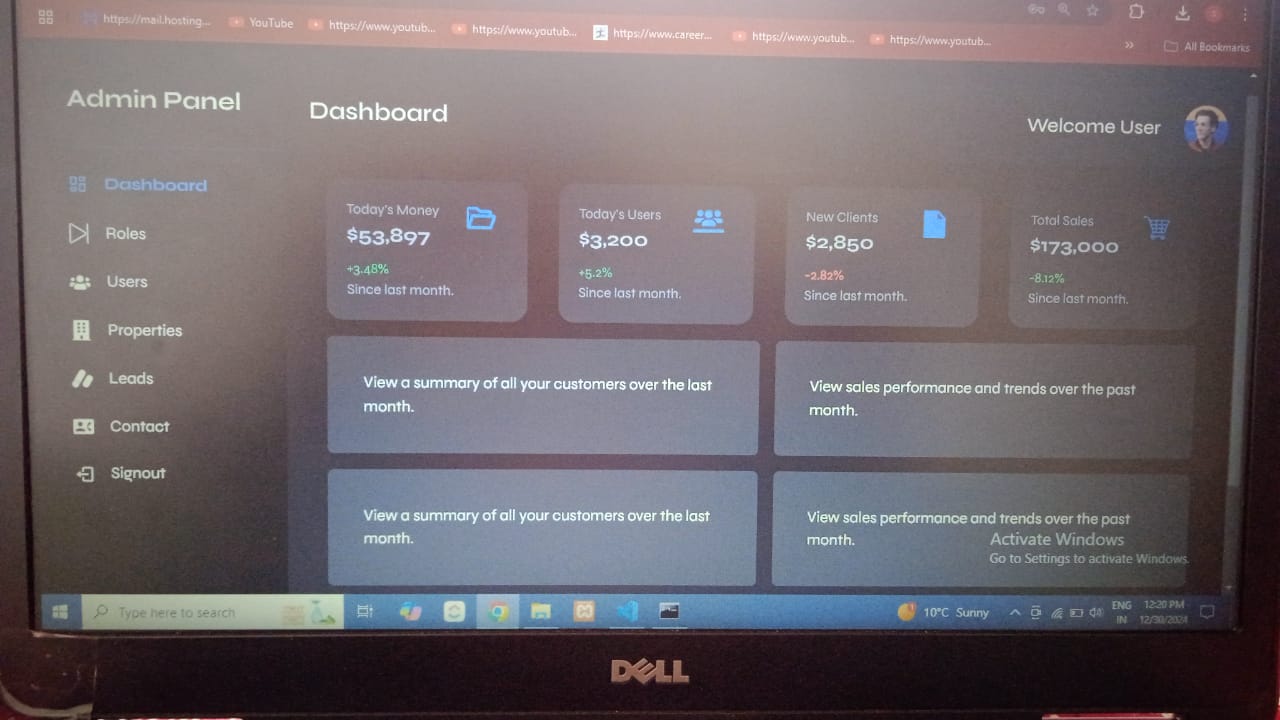 https://mail.hosting...
YouTube
https://www.youtub...
https://www.youtub...
https://www.career...
https://www.youtub...
https://www.youtub...
»
All Bookmarks
Admin Panel
Dashboard
Welcome User
Dashboard
Roles
Users
Properties
Leads
Contact
Signout
Today's Money
$53,897
+3.48%
Since last month.
Today's Users
$3,200
+5.2%
Since last month.
New Clients
$2,850
-2.82%
Since last month.
Total Sales
$173,000
-8.12%
Since last month.
View a summary of all your customers over the last
month.
View sales performance and trends over the past
month.
View a summary of all your customers over the last
month.
View sales performance and trends over the past
month.
Activate Windows
Go to Settings to activate Windows.
Type here to search
10°C Sunny
ENG
IN
12:20 PM
12/30/2024
DELL